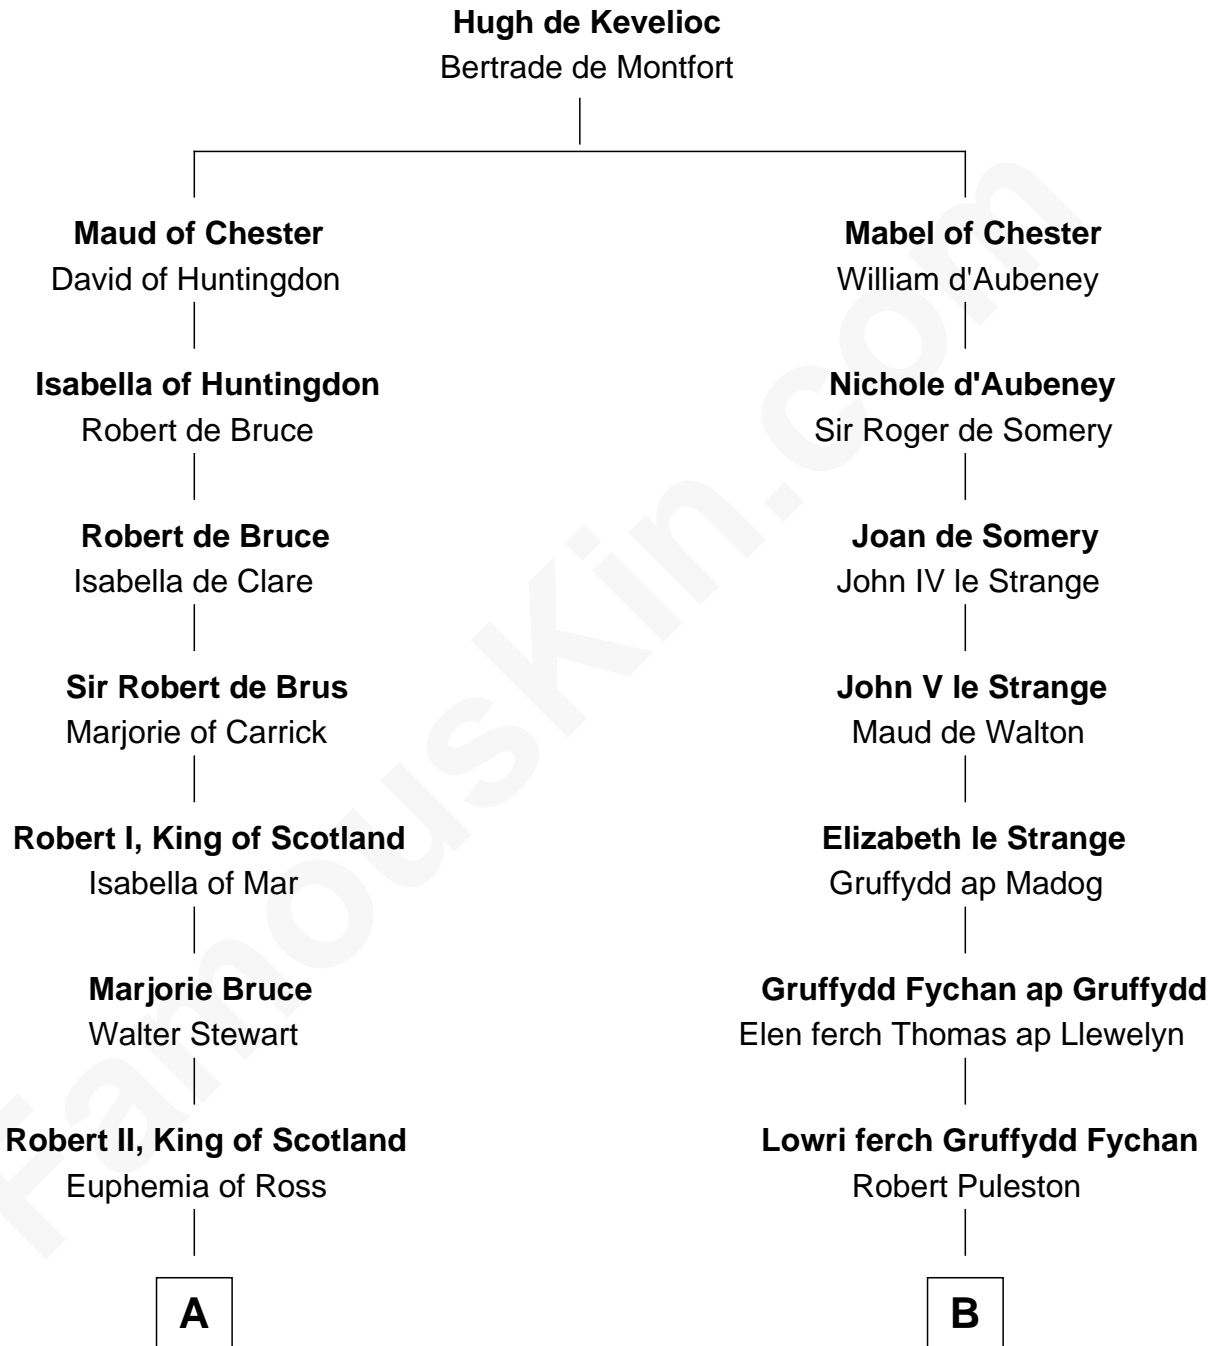 Hugh de Kevelioc
Bertrade de Montfort
Maud of Chester
David of Huntingdon
Mabel of Chester
William d'Aubeney
Isabella of Huntingdon
Robert de Bruce
Nichole d'Aubeney
Sir Roger de Somery
Robert de Bruce
Isabella de Clare
Joan de Somery
John IV le Strange
Sir Robert de Brus
Marjorie of Carrick
John V le Strange
Maud de Walton
Robert I, King of Scotland
Isabella of Mar
Elizabeth le Strange
Gruffydd ap Madog
Marjorie Bruce
Walter Stewart
Gruffydd Fychan ap Gruffydd
Elen ferch Thomas ap Llewelyn
Robert II, King of Scotland
Euphemia of Ross
Lowri ferch Gruffydd Fychan
Robert Puleston
A
B
FamousKin.com